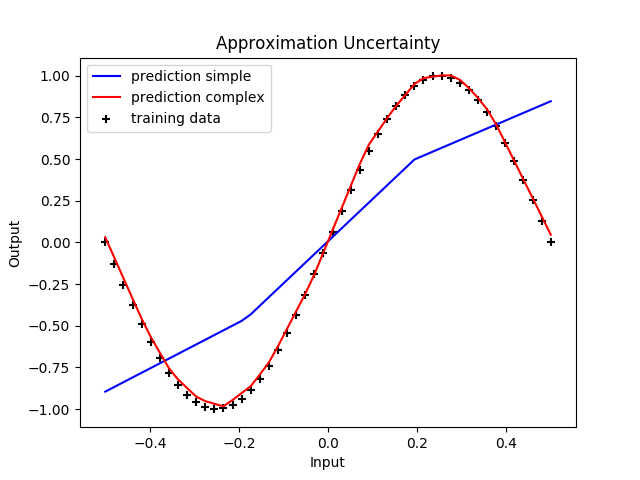 Approximation Uncertainty
prediction simple
prediction complex
training data
1.00
0.75
0.50
0.25
0.00
−0.25
−0.50
−0.75
−1.00
Output
−0.4
−0.2
0.0
0.2
0.4
Input